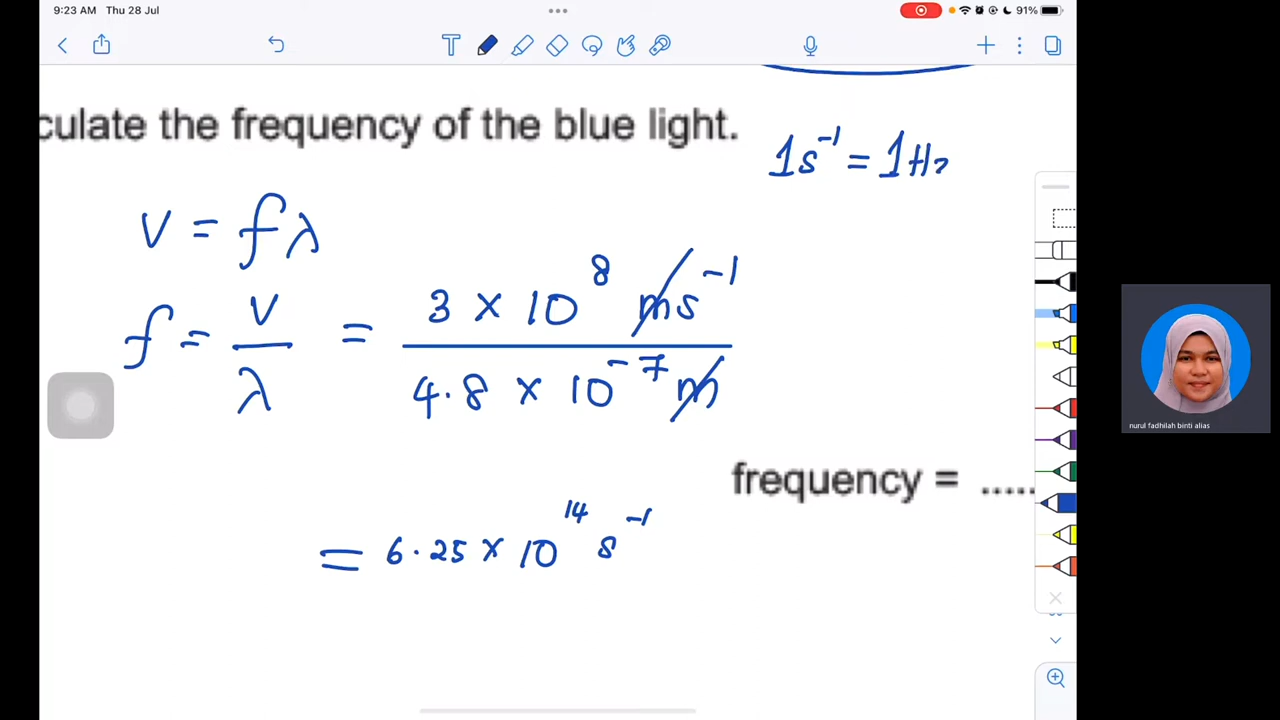 9:23 AM Thu 28 Jul
91%
culate the frequency of the blue light.
1s⁻¹ = 1Hz
v = fλ
f = v/λ = 3 × 10⁸ ms⁻¹ / 4.8 × 10⁻⁷ m
frequency = .....
= 6.25 × 10¹⁴ s⁻¹
nurul fadhilah binti alias